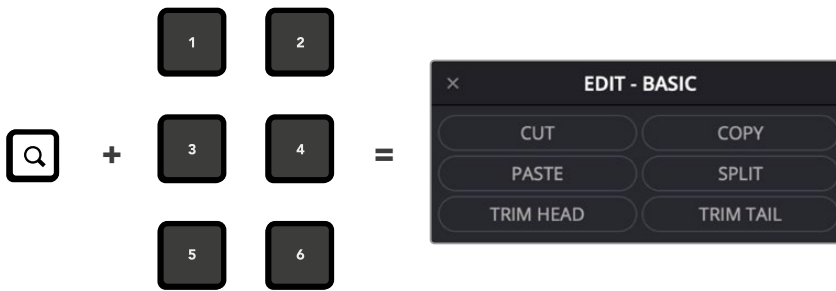 1 2
× EDIT - BASIC
CUT COPY
+ 3 4 =
PASTE SPLIT
TRIM HEAD TRIM TAIL
5 6